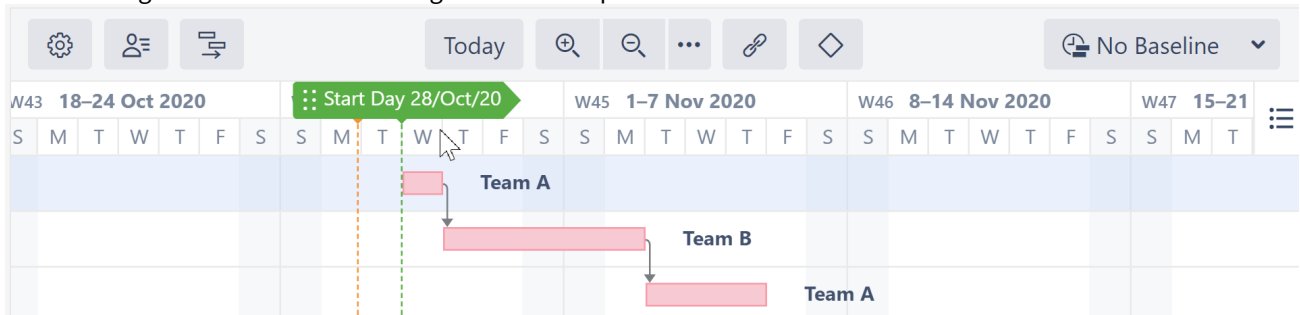 Today No Baseline
Start Day 28/Oct/20
W43 18–24 Oct 2020 W45 1–7 Nov 2020 W46 8–14 Nov 2020 W47 15–21
S M T W T F S S M T W T F S S M T W T F S S M T W T F S S M T
Team A
Team B
Team A